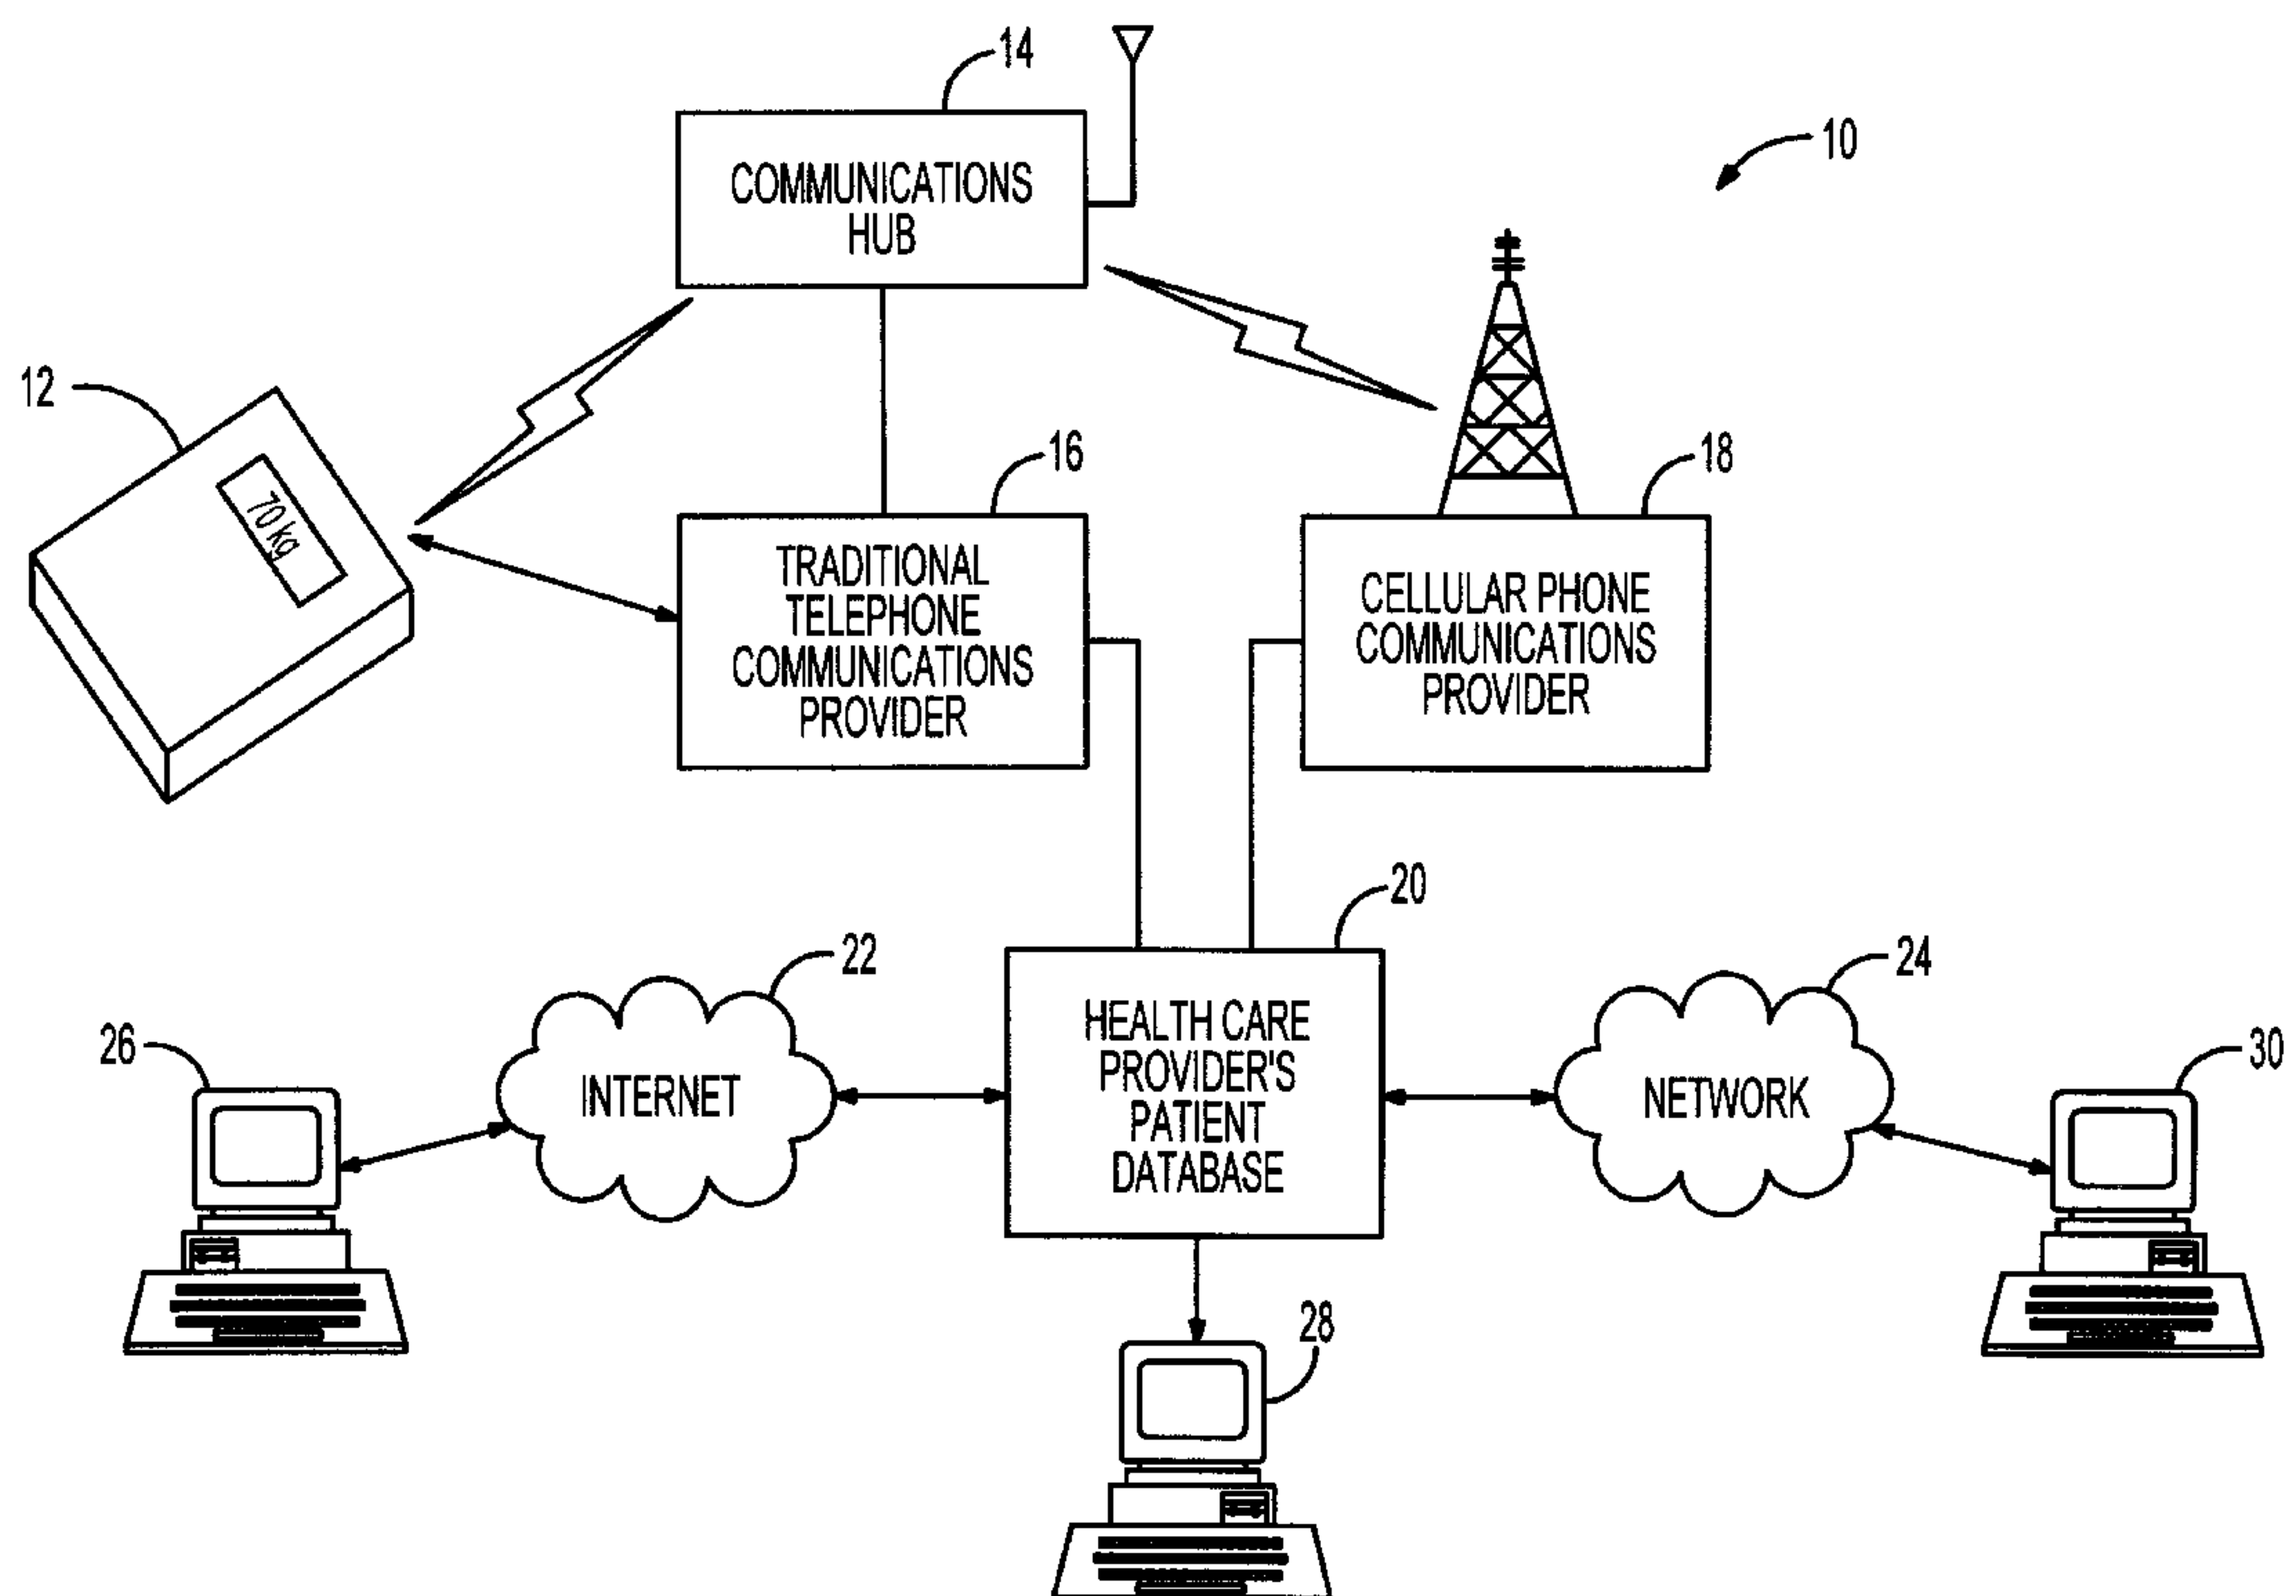 14
COMMUNICATIONS
HUB
10
12
70 kg
16
TRADITIONAL
TELEPHONE
COMMUNICATIONS
PROVIDER
18
CELLULAR PHONE
COMMUNICATIONS
PROVIDER
20
HEALTH CARE
PROVIDER'S
PATIENT
DATABASE
22
INTERNET
24
NETWORK
26
30
28